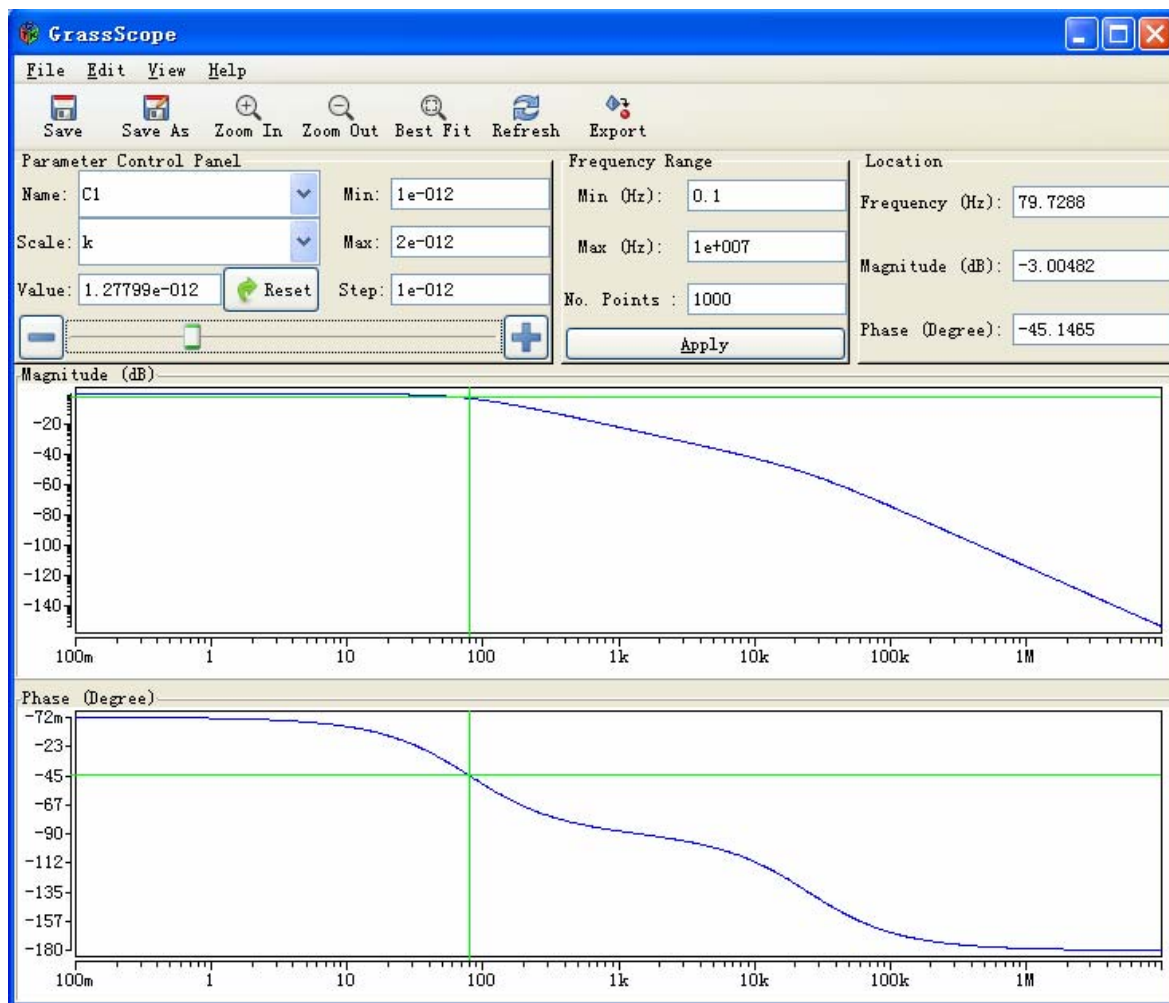 GrassScope
File Edit View Help
Save Save As Zoom In Zoom Out Best Fit Refresh Export
Parameter Control Panel
Name: C1
Min: 1e-012
Scale: k
Max: 2e-012
Value: 1.27799e-012
Reset
Step: 1e-012
Frequency Range
Min (Hz): 0.1
Max (Hz): 1e+007
No. Points : 1000
Apply
Location
Frequency (Hz): 79.7288
Magnitude (dB): -3.00482
Phase (Degree): -45.1465
Magnitude (dB)
-20
-40
-60
-80
-100
-120
-140
100m 1 10 100 1k 10k 100k 1M
Phase (Degree)
-72m
-23
-45
-67
-90
-112
-135
-157
-180
100m 1 10 100 1k 10k 100k 1M